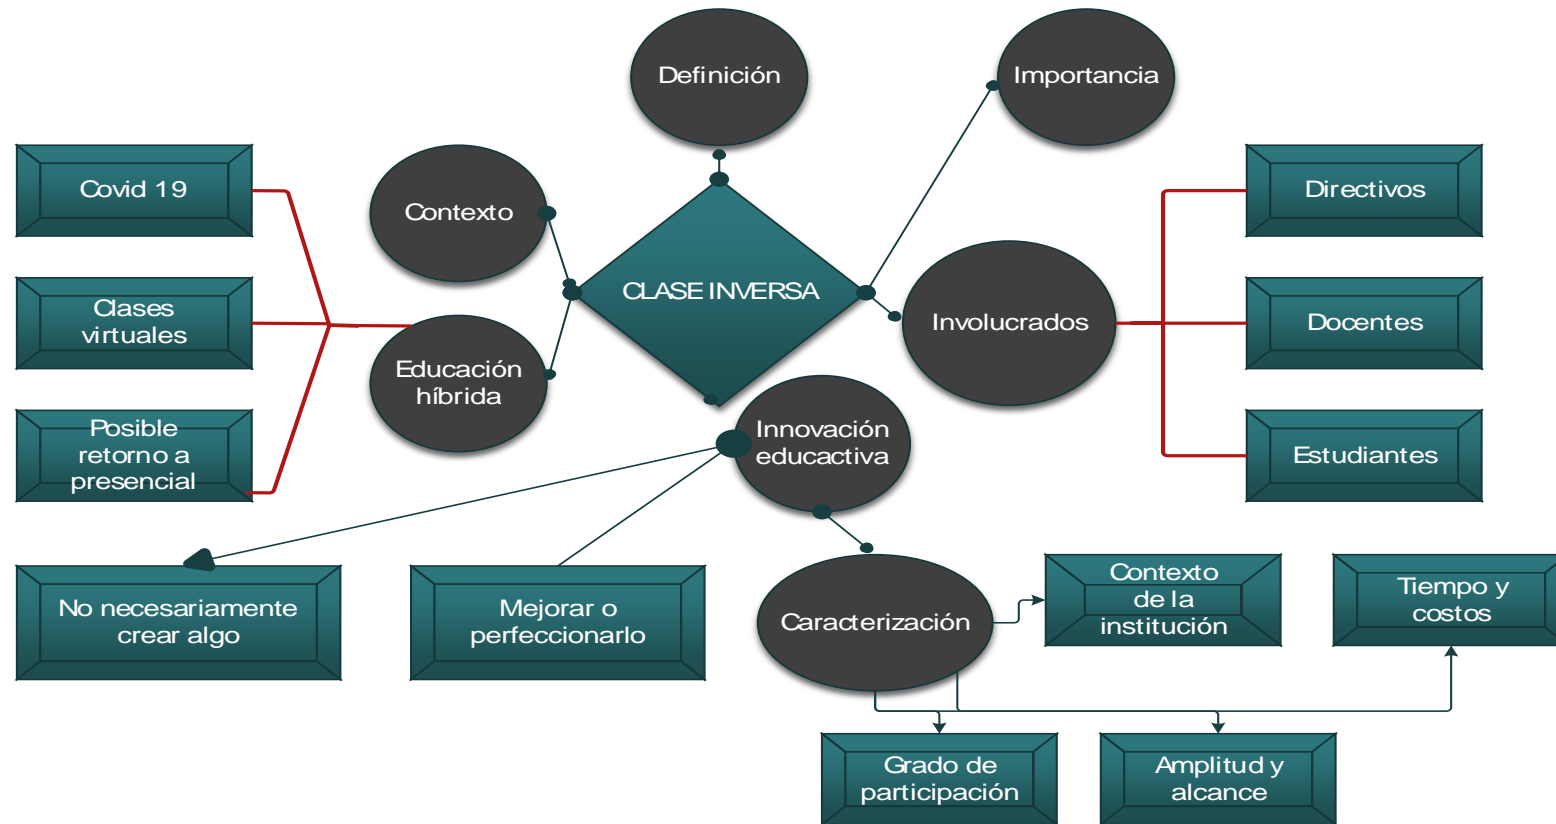 Definición
Importancia
Covid 19
Contexto
Directivos
CLASE INVERSA
Clases
virtuales
Involucrados
Docentes
Educación
híbrida
Posible
retorno a
presencial
Innovación
educactiva
Estudiantes
No necesariamente
crear algo
Mejorar o
perfeccionarlo
Caracterización
Contexto
de la
institución
Tiempo y
costos
Grado de
participación
Amplitud y
alcance